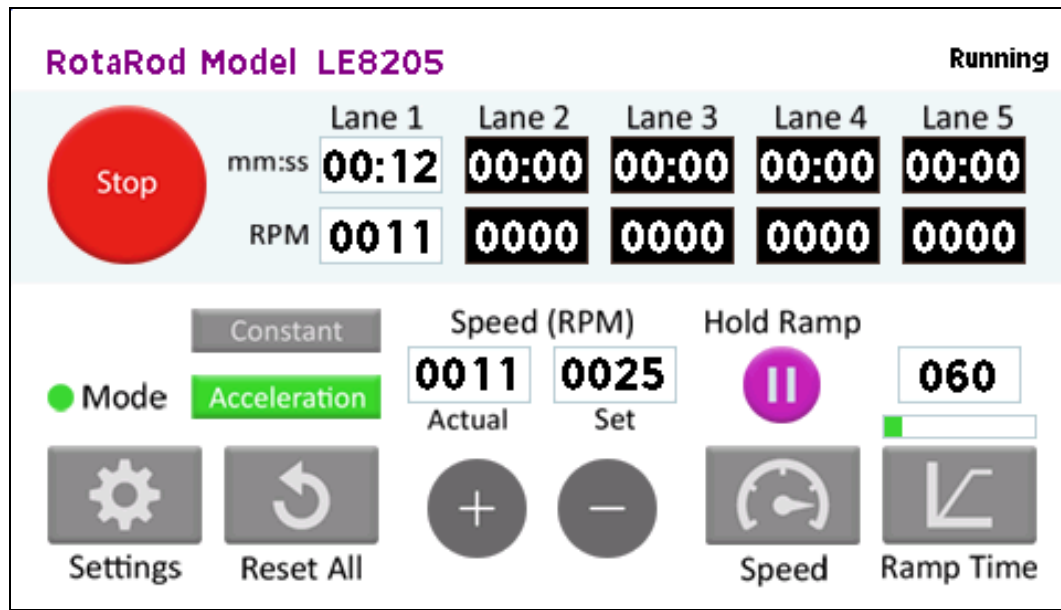 RotaRod Model LE8205 Running
Lane 1 Lane 2 Lane 3 Lane 4 Lane 5
Stop mm:ss 00:12 00:00 00:00 00:00 00:00
RPM 0011 0000 0000 0000 0000
Constant Speed (RPM) Hold Ramp
Mode Acceleration 0011 0025 060
Actual Set
Settings Reset All + − Speed Ramp Time